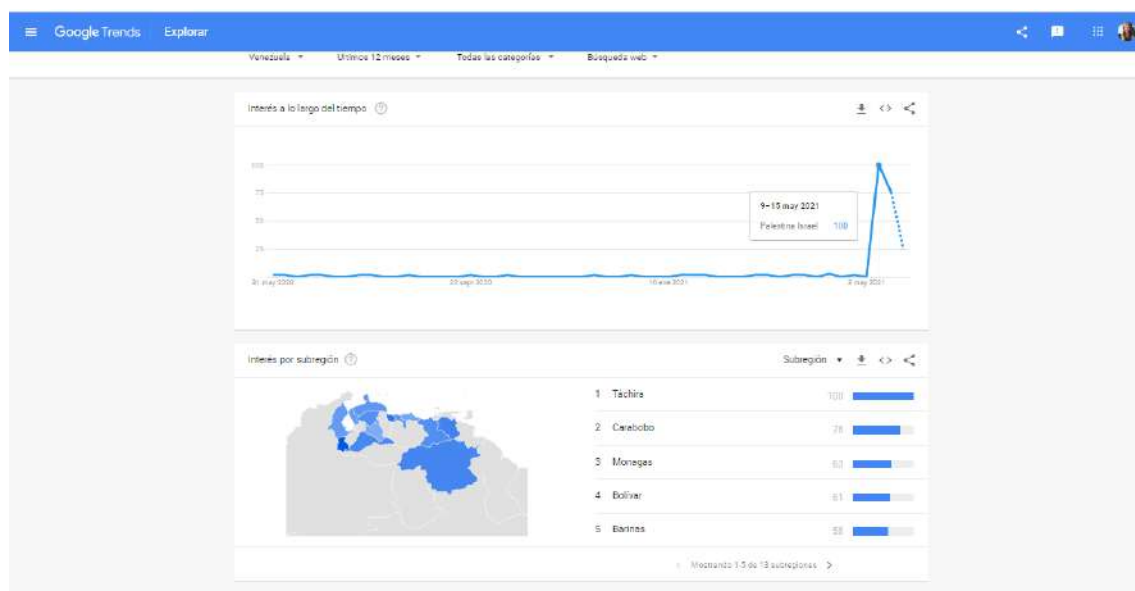 Google Trends Explorar
Venezuela Últimos 12 meses Todas las categorías Búsqueda web
Interés a lo largo del tiempo
100
75
50
25
9–15 may 2021
Palestina Israel 100
31 may 2020 20 sept 2020 10 ene 2021 2 may 2021
Interés por subregión Subregión
1 Táchira 100
2 Carabobo 78
3 Monagas
4 Bolívar 61
5 Barinas 58
Mostrando 1-5 de 13 subregiones